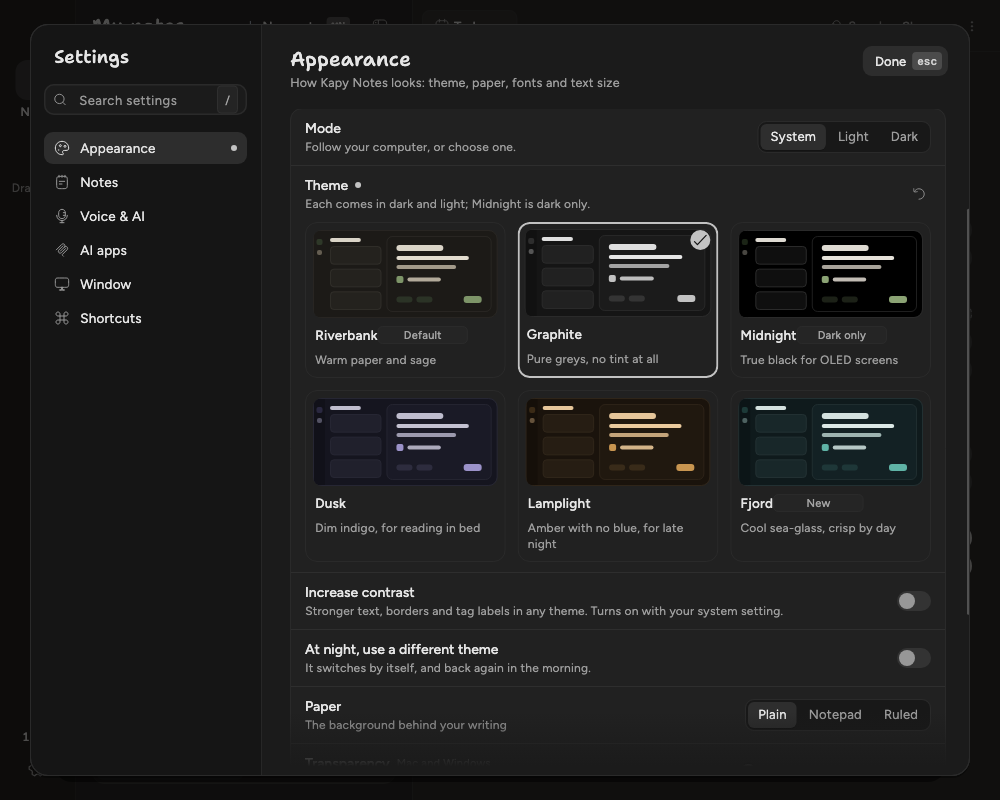 Settings
Search settings /
Appearance
Notes
Voice & AI
AI apps
Window
Shortcuts
Appearance
How Kapy Notes looks: theme, paper, fonts and text size
Done esc
Mode
Follow your computer, or choose one.
System Light Dark
Theme
Each comes in dark and light; Midnight is dark only.
Riverbank Default
Warm paper and sage
Graphite
Pure greys, no tint at all
Midnight Dark only
True black for OLED screens
Dusk
Dim indigo, for reading in bed
Lamplight
Amber with no blue, for late
night
Fjord New
Cool sea-glass, crisp by day
Increase contrast
Stronger text, borders and tag labels in any theme. Turns on with your system setting.
At night, use a different theme
It switches by itself, and back again in the morning.
Paper
The background behind your writing
Plain Notepad Ruled
Transparency Mac and Windows